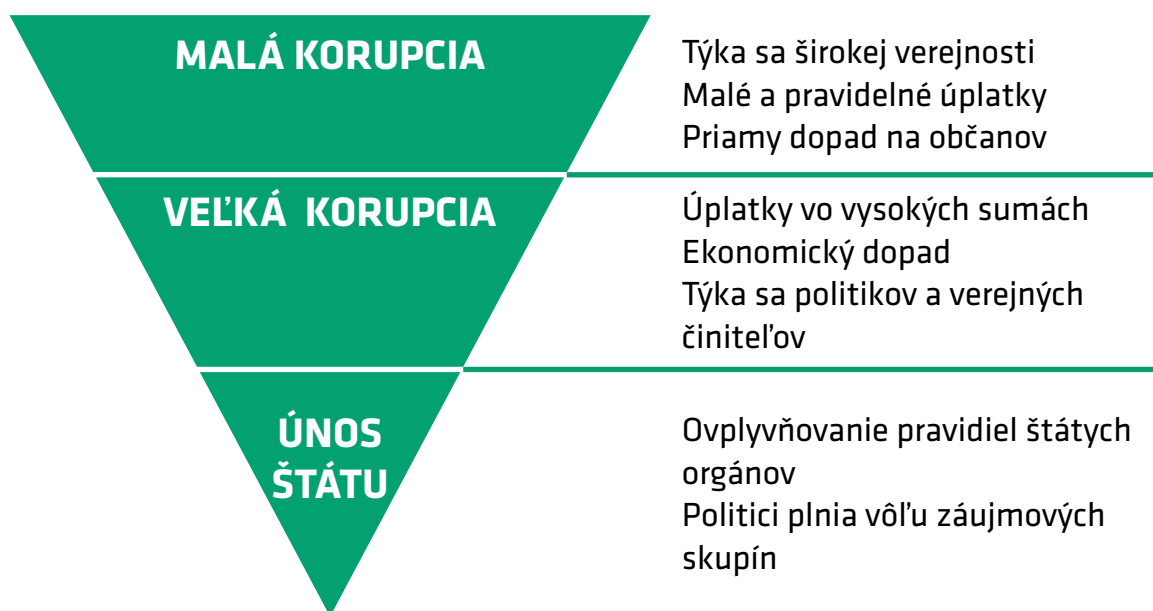 MALÁ KORUPCIA
Týka sa širokej verejnosti
Malé a pravidelné úplatky
Priamy dopad na občanov
VEĽKÁ KORUPCIA
Úplatky vo vysokých sumách
Ekonomický dopad
Týka sa politikov a verejných
činiteľov
ÚNOS
ŠTÁTU
Ovplyvňovanie pravidiel štátych
orgánov
Politici plnia vôľu záujmových
skupín